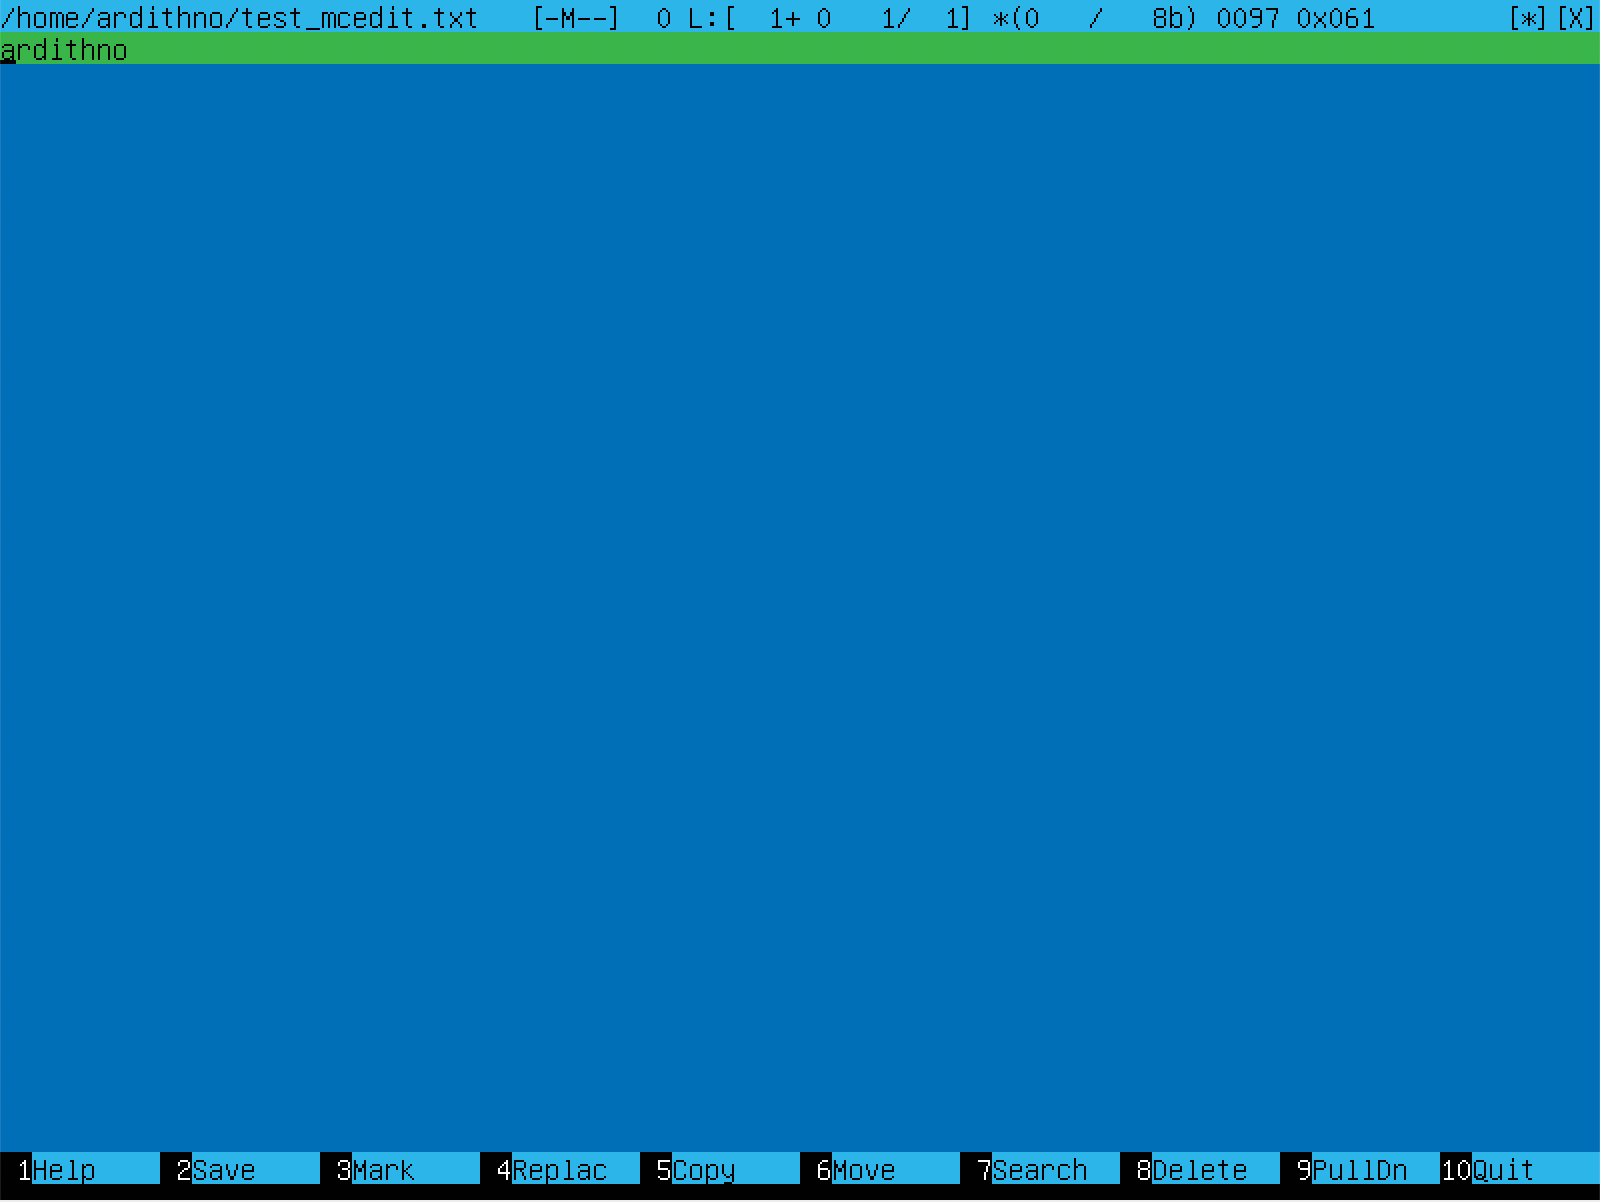 /home/ardithno/test_mcedit.txt   [-M--]  0 L:[  1+ 0   1/  1] *(0   /   8b) 0097 0x061        [*][X]
ardithno
1Help 2Save 3Mark 4Replac 5Copy 6Move 7Search 8Delete 9PullDn 10Quit